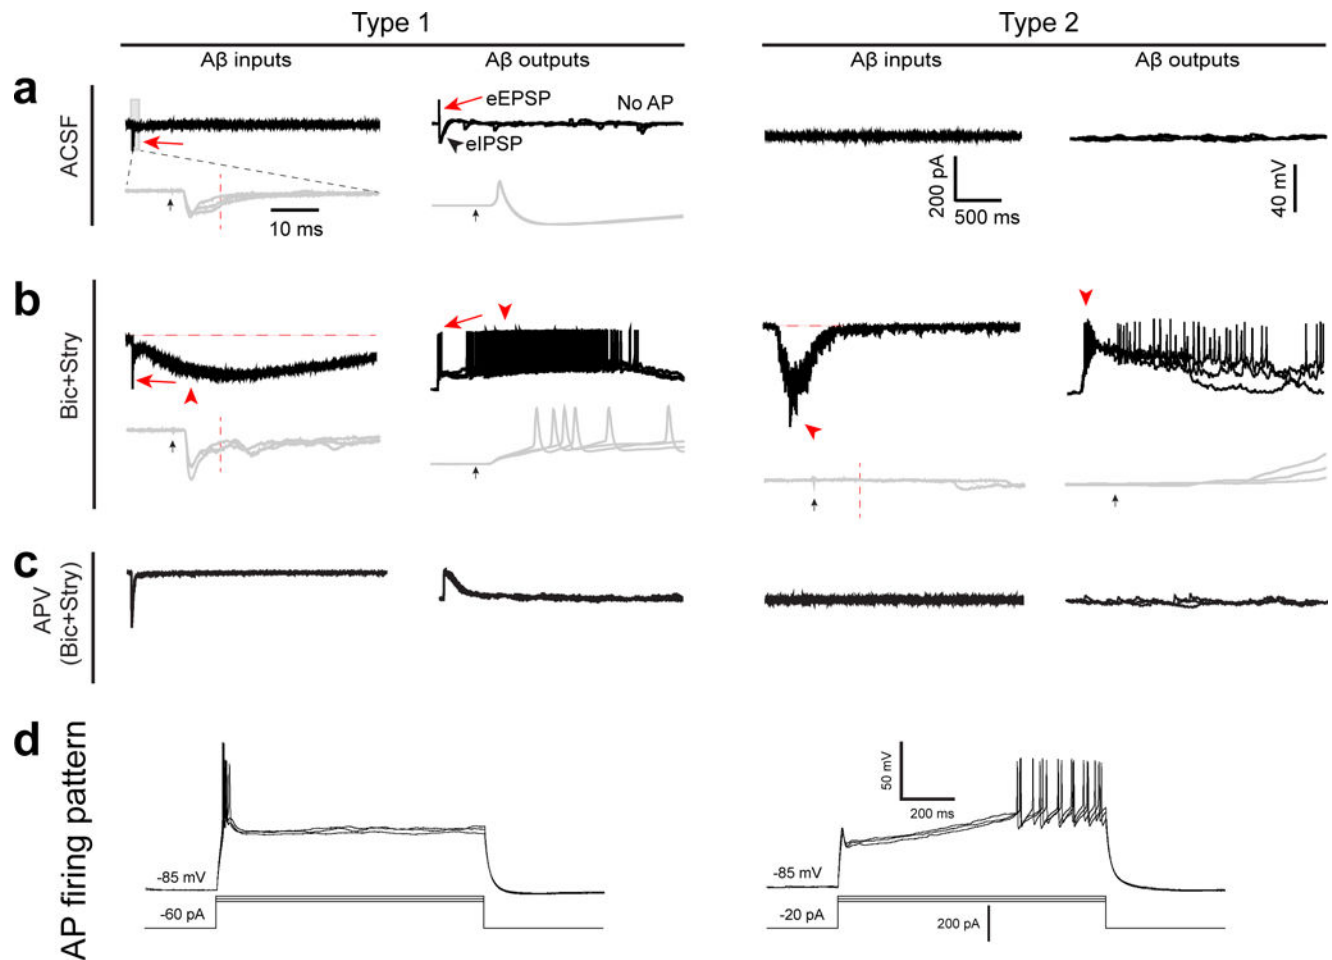 Type 1
Type 2
Aβ inputs
Aβ outputs
Aβ inputs
Aβ outputs
a
ACSF
eEPSP
No AP
eIPSP
10 ms
200 pA
500 ms
40 mV
b
Bic+Stry
c
APV
(Bic+Stry)
d
AP firing pattern
-85 mV
-60 pA
50 mV
200 ms
-85 mV
-20 pA
200 pA